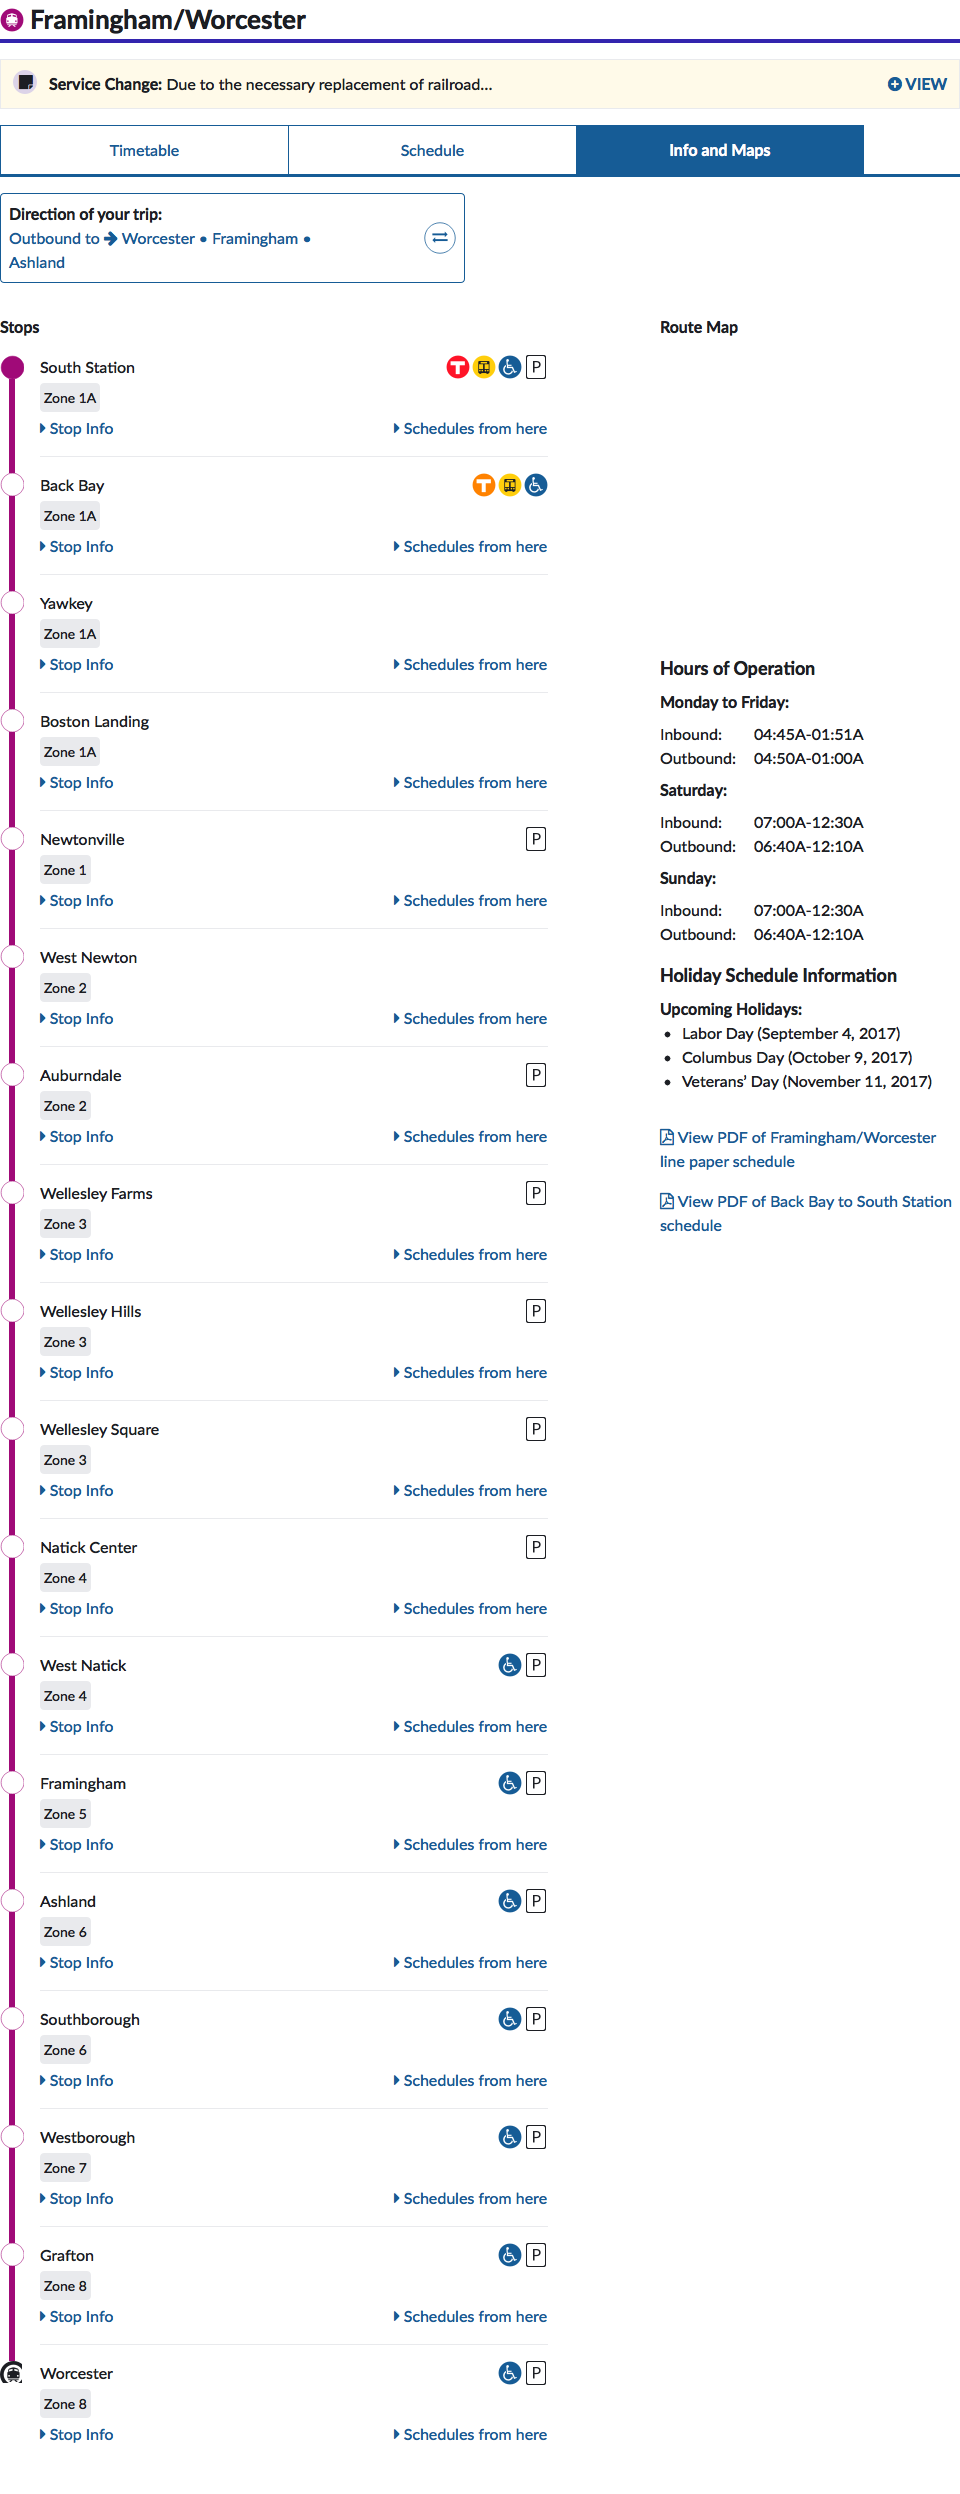 Framingham/Worcester
Service Change: Due to the necessary replacement of railroad...
VIEW
Timetable
Schedule
Info and Maps
Direction of your trip:
Outbound to Worcester • Framingham •
Ashland
Stops
South Station
T
P
Zone 1A
Stop Info
Schedules from here
Back Bay
T
Zone 1A
Stop Info
Schedules from here
Yawkey
Zone 1A
Stop Info
Schedules from here
Boston Landing
Zone 1A
Stop Info
Schedules from here
Newtonville
P
Zone 1
Stop Info
Schedules from here
West Newton
Zone 2
Stop Info
Schedules from here
Auburndale
P
Zone 2
Stop Info
Schedules from here
Wellesley Farms
P
Zone 3
Stop Info
Schedules from here
Wellesley Hills
P
Zone 3
Stop Info
Schedules from here
Wellesley Square
P
Zone 3
Stop Info
Schedules from here
Natick Center
P
Zone 4
Stop Info
Schedules from here
West Natick
P
Zone 4
Stop Info
Schedules from here
Framingham
P
Zone 5
Stop Info
Schedules from here
Ashland
P
Zone 6
Stop Info
Schedules from here
Southborough
P
Zone 6
Stop Info
Schedules from here
Westborough
P
Zone 7
Stop Info
Schedules from here
Grafton
P
Zone 8
Stop Info
Schedules from here
Worcester
P
Zone 8
Stop Info
Schedules from here
Route Map
Hours of Operation
Monday to Friday:
Inbound: 04:45A-01:51A
Outbound: 04:50A-01:00A
Saturday:
Inbound: 07:00A-12:30A
Outbound: 06:40A-12:10A
Sunday:
Inbound: 07:00A-12:30A
Outbound: 06:40A-12:10A
Holiday Schedule Information
Upcoming Holidays:
• Labor Day (September 4, 2017)
• Columbus Day (October 9, 2017)
• Veterans’ Day (November 11, 2017)
View PDF of Framingham/Worcester
line paper schedule
View PDF of Back Bay to South Station
schedule